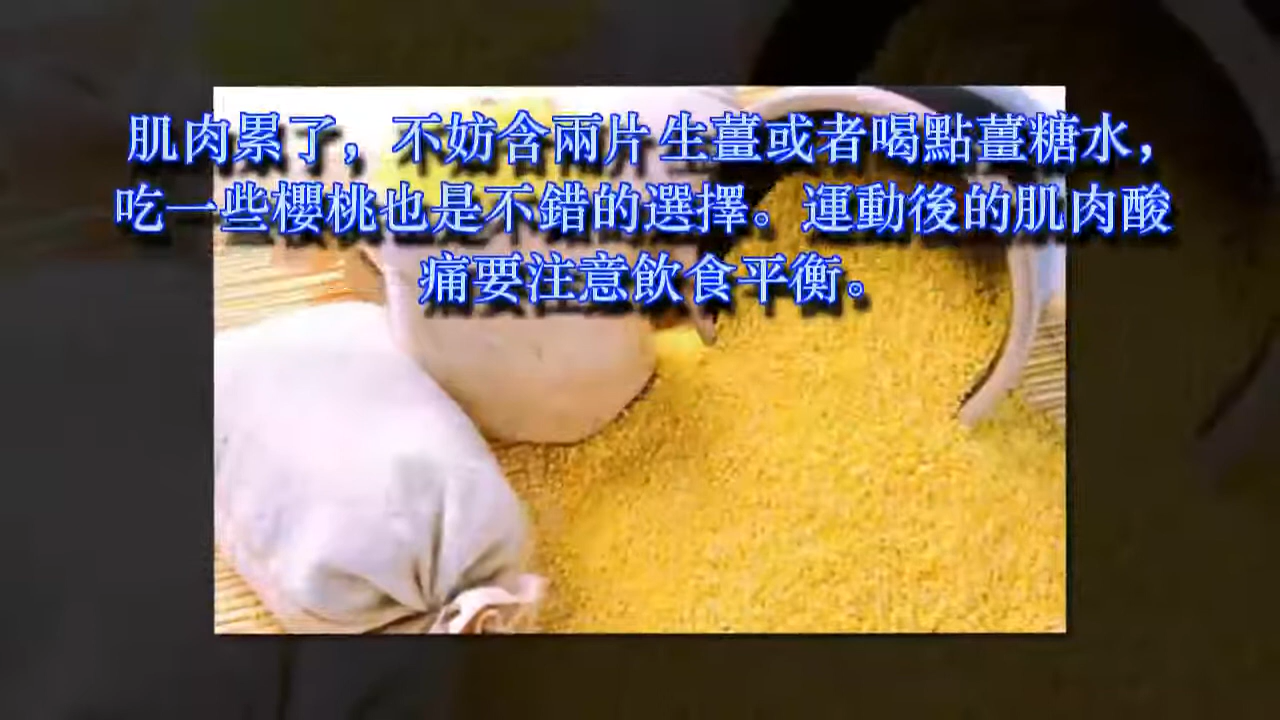 肌肉累了，不妨含兩片生薑或者喝點薑糖水，
吃一些櫻桃也是不錯的選擇。運動後的肌肉酸
痛要注意飲食平衡。